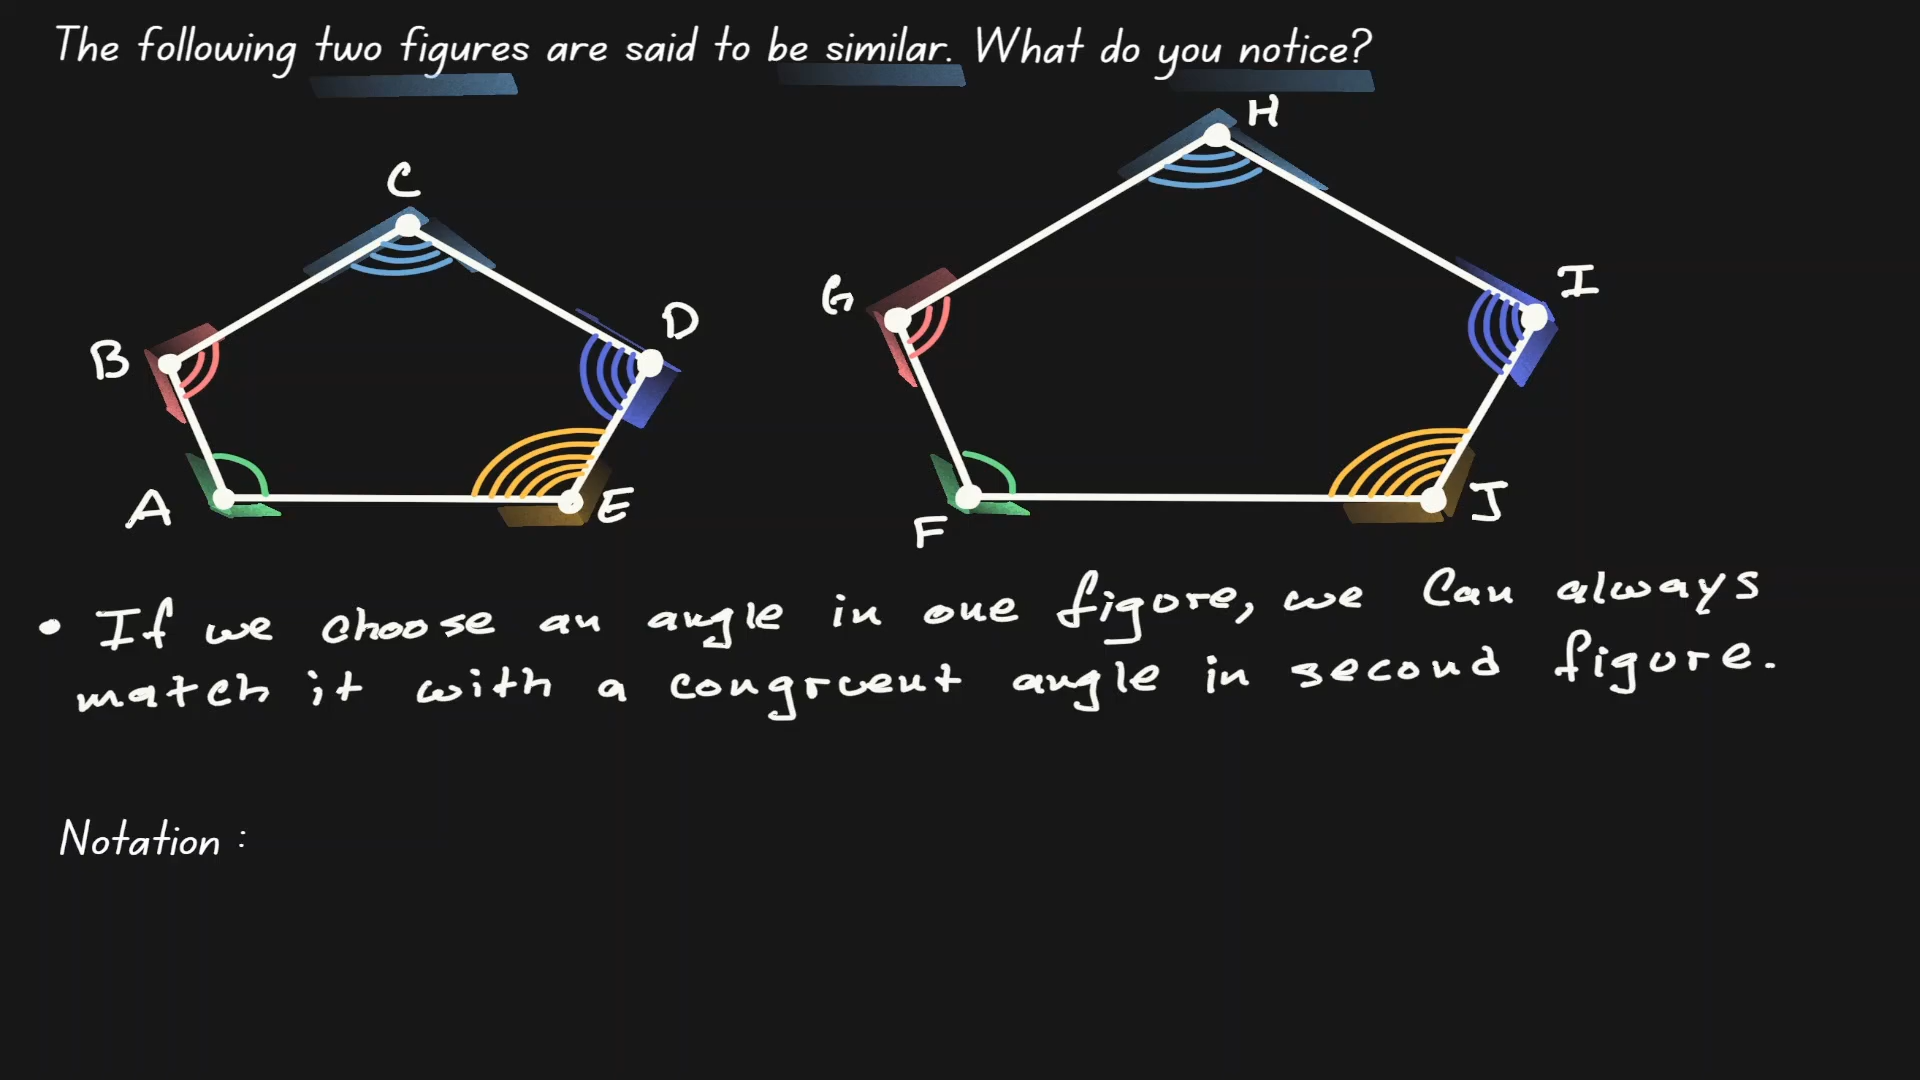 The following two figures are said to be similar. What do you notice?
H
C
I
G
D
B
A
E
J
F
• If we choose an angle in one figure, we can always
match it with a congruent angle in second figure.
Notation :